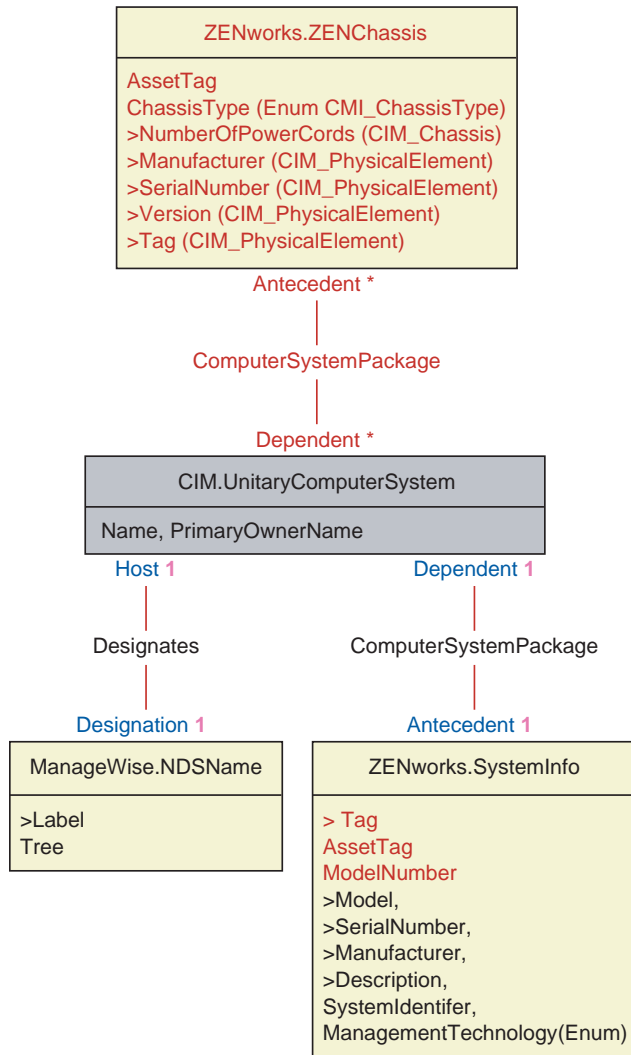 ZENworks.ZENChassis
AssetTag
ChassisType (Enum CMI_ChassisType)
>NumberOfPowerCords (CIM_Chassis)
>Manufacturer (CIM_PhysicalElement)
>SerialNumber (CIM_PhysicalElement)
>Version (CIM_PhysicalElement)
>Tag (CIM_PhysicalElement)
Antecedent *
ComputerSystemPackage
Dependent *
CIM.UnitaryComputerSystem
Name, PrimaryOwnerName
Host 1
Dependent 1
Designates
ComputerSystemPackage
Designation 1
Antecedent 1
ManageWise.NDSName
>Label
Tree
ZENworks.SystemInfo
> Tag
AssetTag
ModelNumber
>Model,
>SerialNumber,
>Manufacturer,
>Description,
SystemIdentifer,
ManagementTechnology(Enum)